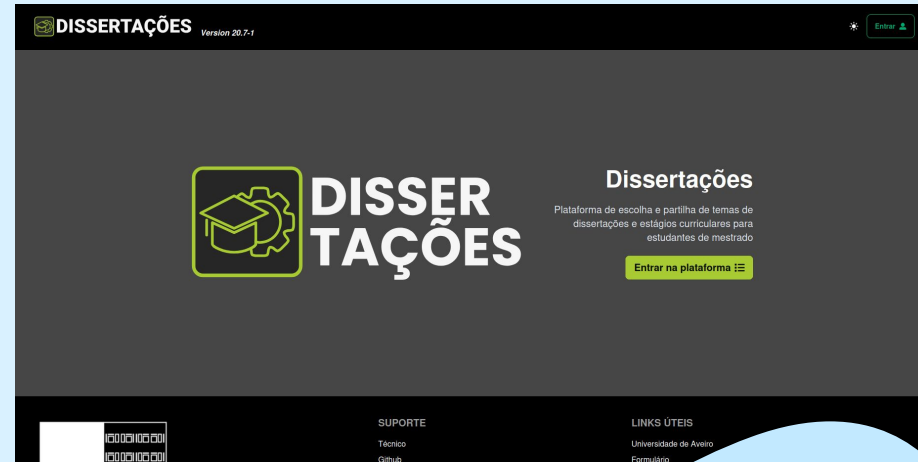 DISSERTAÇÕES Version 20.7-1
Entrar
DISSER
TAÇÕES
Dissertações
Plataforma de escolha e partilha de temas de
dissertações e estágios curriculares para
estudantes de mestrado
Entrar na plataforma
SUPORTE
Técnico
Github
LINKS ÚTEIS
Universidade de Aveiro
Formulário